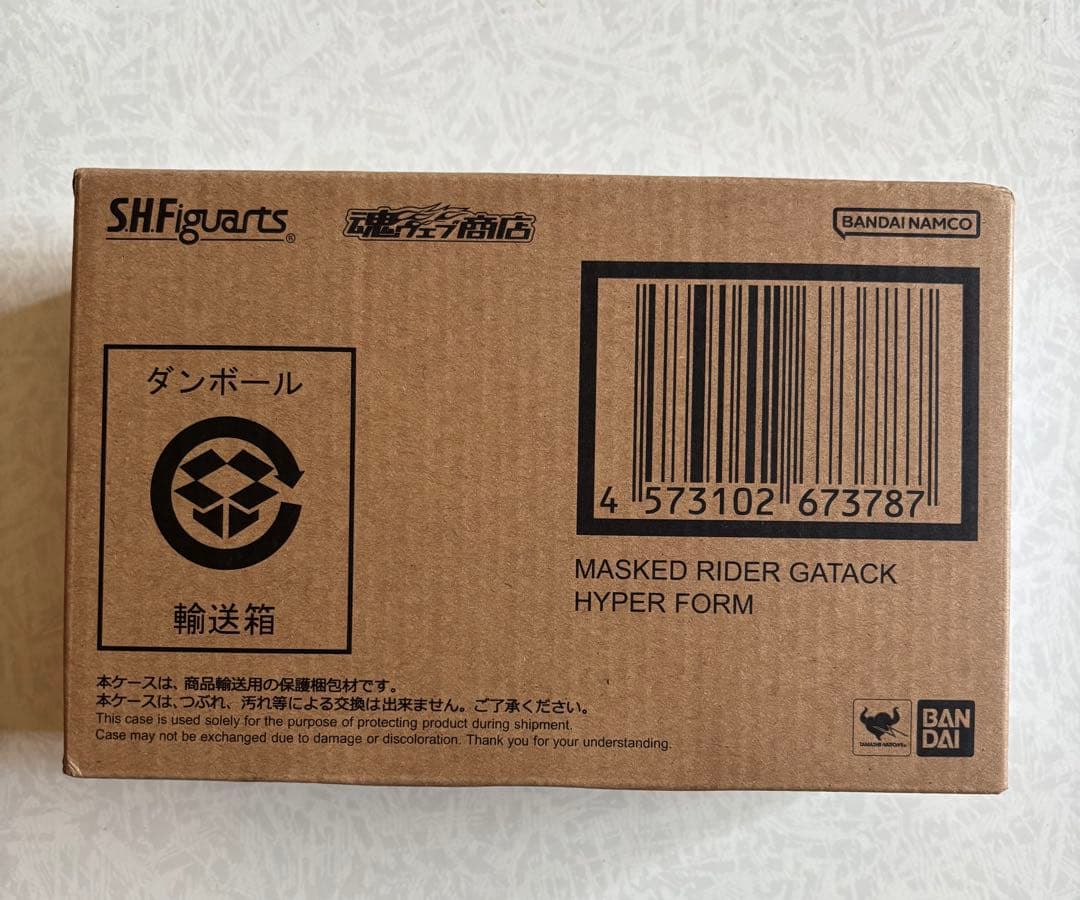 S.H.Figuarts®
魂ウェブ商店
BANDAI NAMCO
4 573102 673787
MASKED RIDER GATACK
HYPER FORM
ダンボール
輸送箱
本ケースは、商品輸送用の保護梱包材です。
本ケースは、つぶれ、汚れ等による交換は出来ません。ご了承ください。
This case is used solely for the purpose of protecting product during shipment.
Case may not be exchanged due to damage or discoloration. Thank you for your understanding.
TAMASHII NATIONS
BAN
DAI